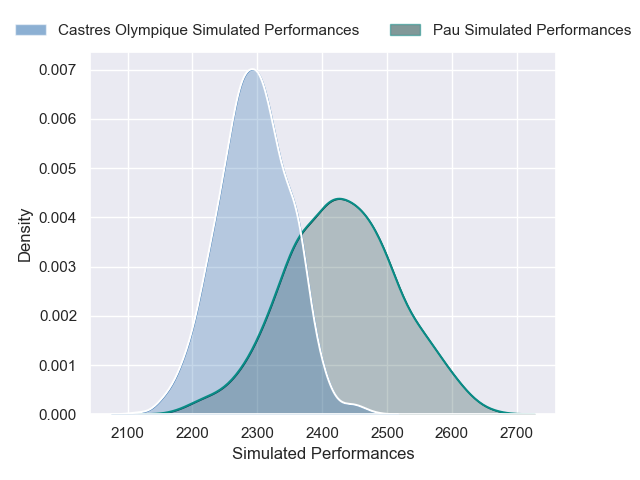 Castres Olympique Simulated Performances
Pau Simulated Performances
0.007
0.006
0.005
0.004
0.003
0.002
0.001
0.000
Density
2100 2200 2300 2400 2500 2600 2700
Simulated Performances